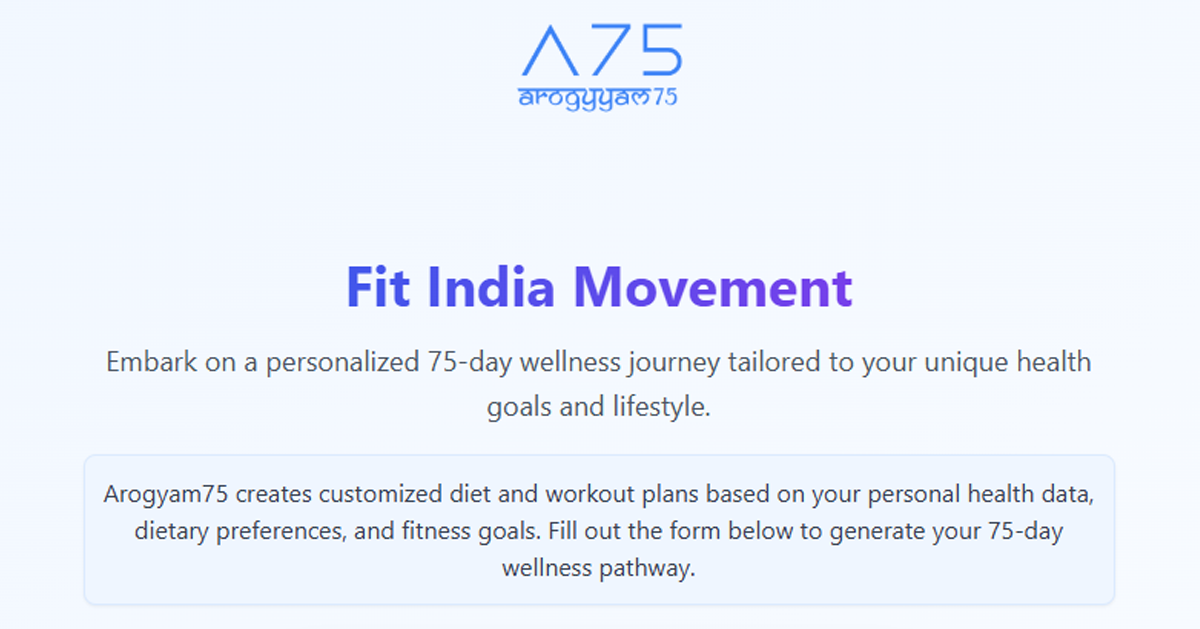 A75
arogyyam75
Fit India Movement
Embark on a personalized 75-day wellness journey tailored to your unique health
goals and lifestyle.
Arogyam75 creates customized diet and workout plans based on your personal health data,
dietary preferences, and fitness goals. Fill out the form below to generate your 75-day
wellness pathway.